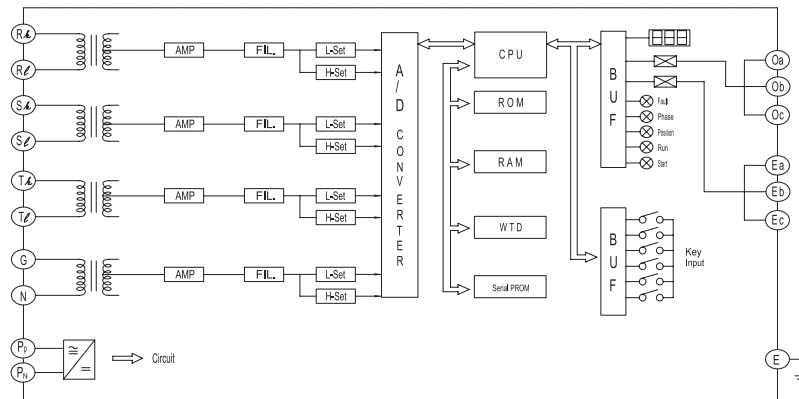 Rk
AMP
FIL.
L-Set
H-Set
Rℓ
Sk
AMP
FIL.
L-Set
H-Set
Sℓ
Tk
AMP
FIL.
L-Set
H-Set
Tℓ
G
AMP
FIL.
L-Set
H-Set
N
PP
≅
=
PN
Circuit
A/D CONVERTER
CPU
ROM
RAM
WTD
Serial PROM
BUF
888
Fault
Phase
Position
Run
Start
BUF
Key
Input
Oa
Ob
Oc
Ea
Eb
Ec
E